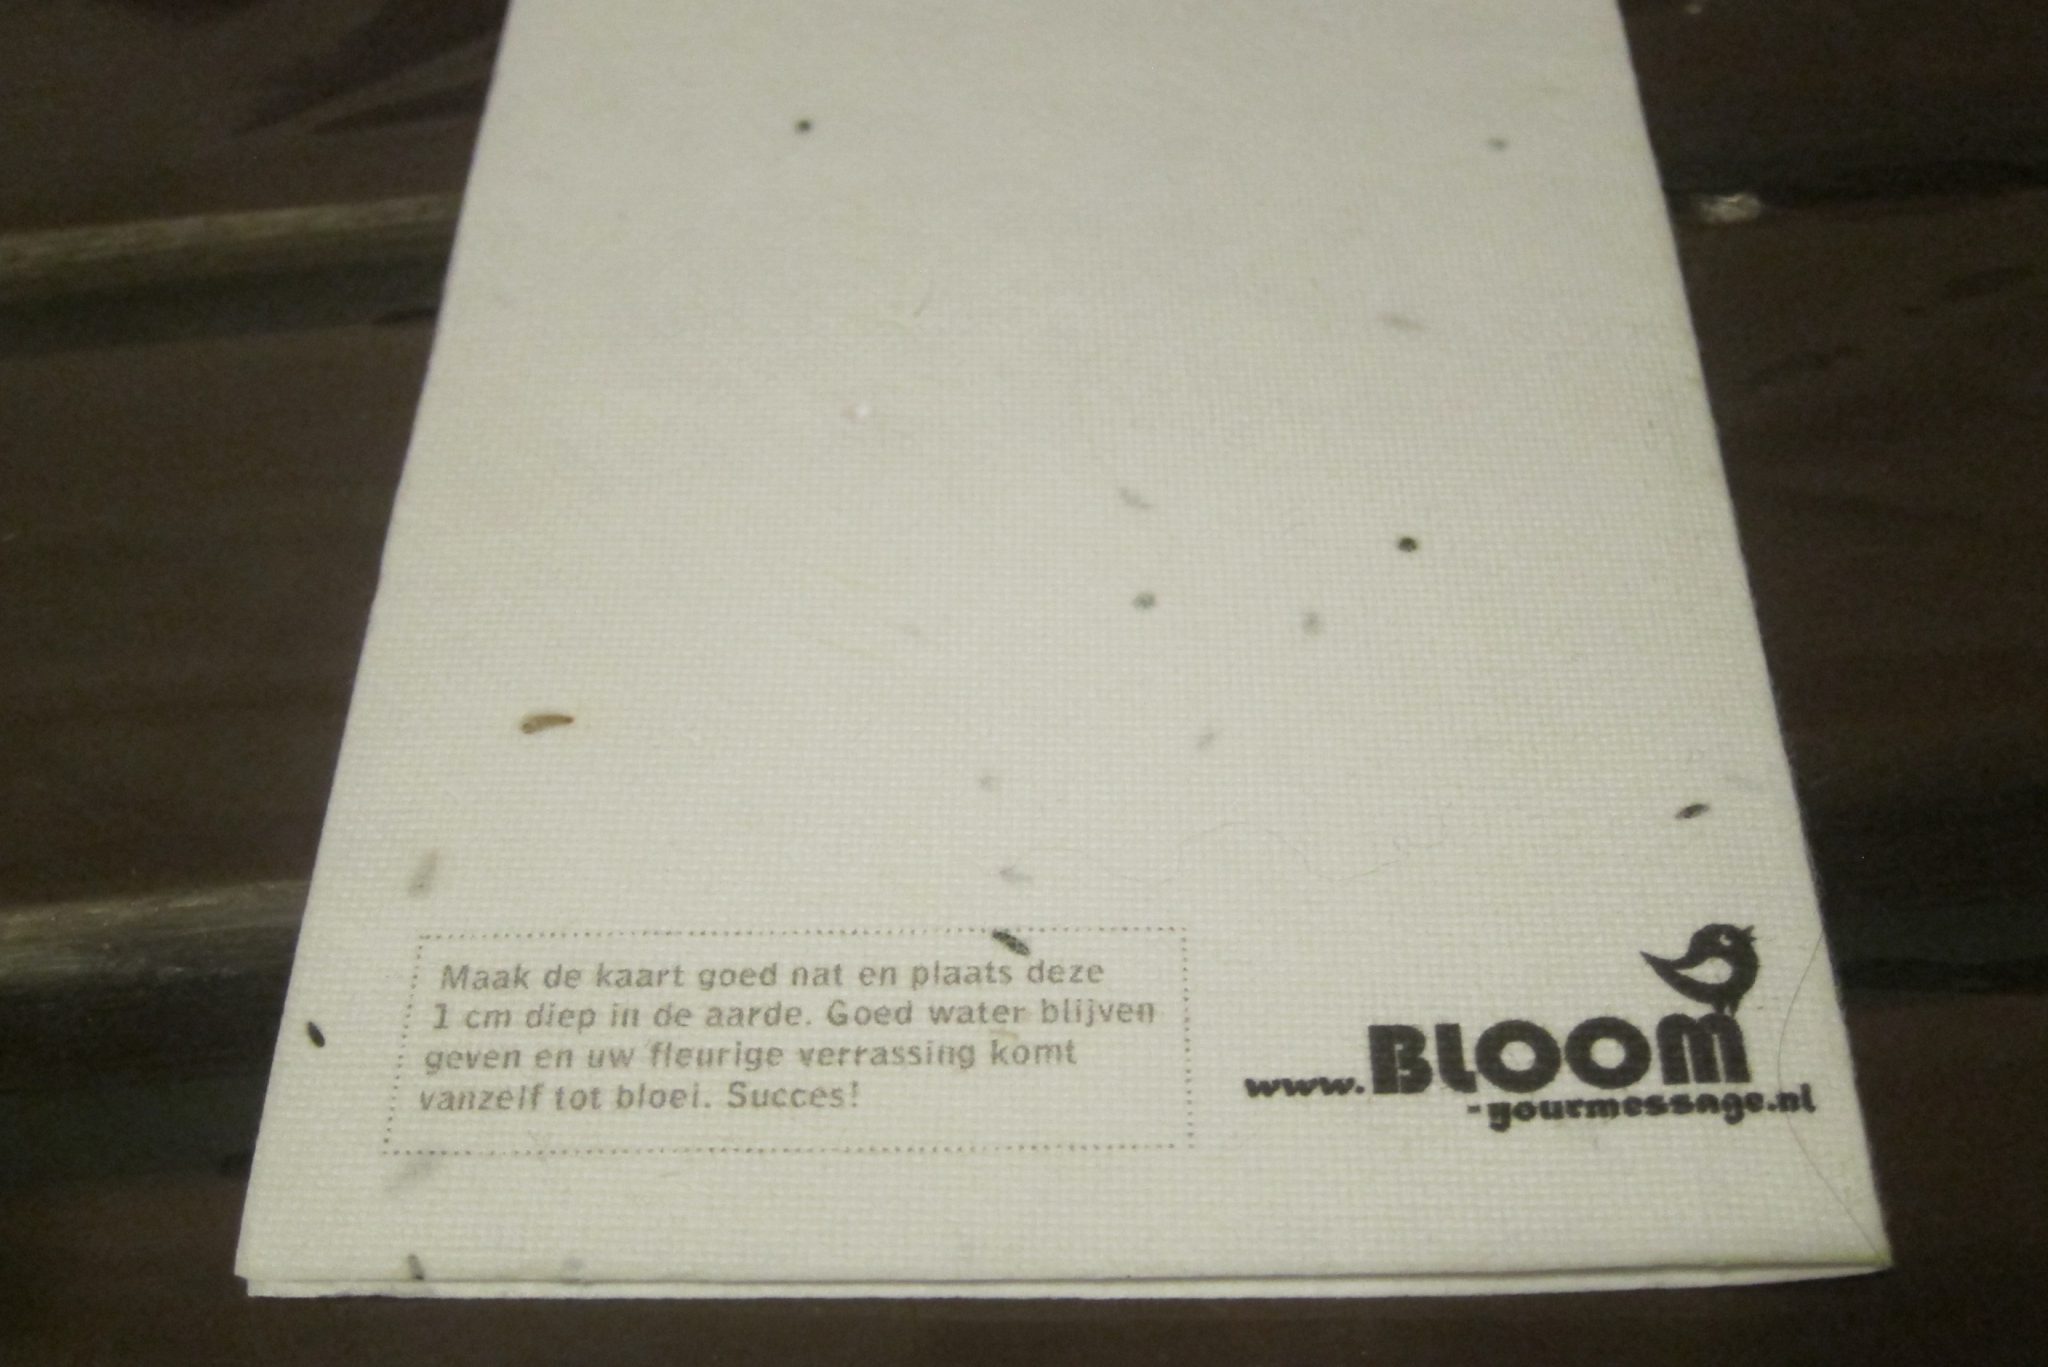 Maak de kaart goed nat en plaats deze
1 cm diep in de aarde. Goed water blijven
geven en uw fleurige verrassing komt
vanzelf tot bloei. Succes!
www.BLOOM
-yourmessage.nl